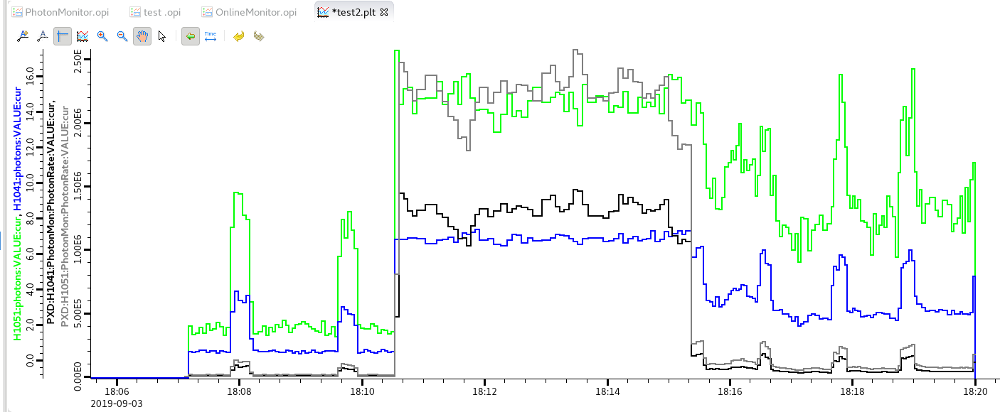 PhotonMonitor.opi
test .opi
OnlineMonitor.opi
*test2.plt
Time
H1051:photons:VALUE:cur, H1041:photons:VALUE:cur
0.0
2.0
4.0
6.0
8.0
10.0
12.0
14.0
16.0
PXD:H1041:PhotonMon:PhotonRate:VALUE:cur,
PXD:H1051:PhotonMon:PhotonRate:VALUE:cur
0.00E0
5.00E5
1.00E6
1.50E6
2.00E6
2.50E
18:06
18:08
18:10
18:12
18:14
18:16
18:18
18:20
2019-09-03